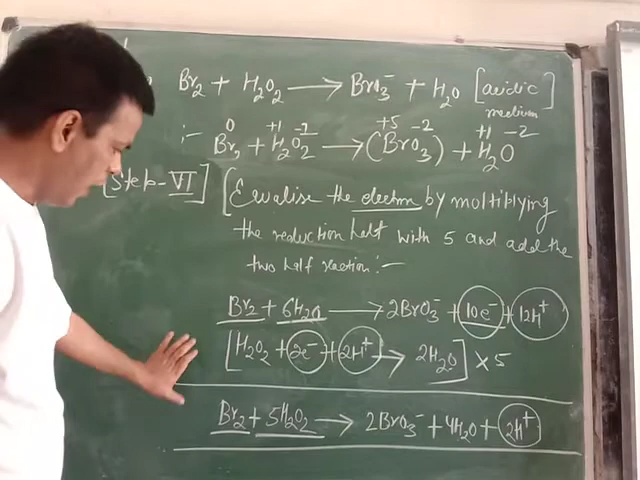 Br₂ + H₂O₂ ⟶ BrO₃⁻ + H₂O [acidic medium]
:- 0 +1 -2 +5 -2 +1 -2
Br₂ + H₂O₂ ⟶ (BrO₃⁻) + H₂O
[Step-VI] [Equalise the electron by moltiplying
the reduction half with 5 and add the
two half reaction :-
Br₂ + 6H₂O ⟶ 2BrO₃⁻ + 10e⁻ + 12H⁺
[H₂O₂ + 2e⁻ + 2H⁺ ⟶ 2H₂O] × 5
Br₂ + 5H₂O₂ ⟶ 2BrO₃⁻ + 4H₂O + 2H⁺